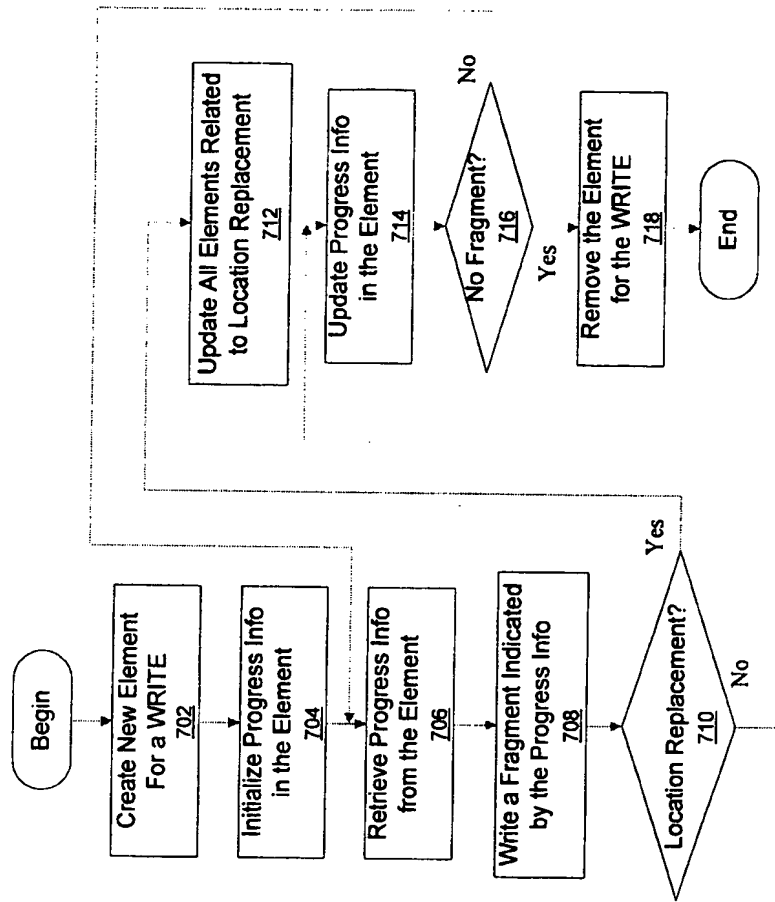 Begin
Create New Element
For a WRITE
702
Initialize Progress Info
in the Element
704
Retrieve Progress Info
from the Element
706
Write a Fragment Indicated
by the Progress Info
708
Location Replacement?
710
Yes
No
Update All Elements Related
to Location Replacement
712
Update Progress Info
in the Element
714
No Fragment?
716
No
Yes
Remove the Element
for the WRITE
718
End